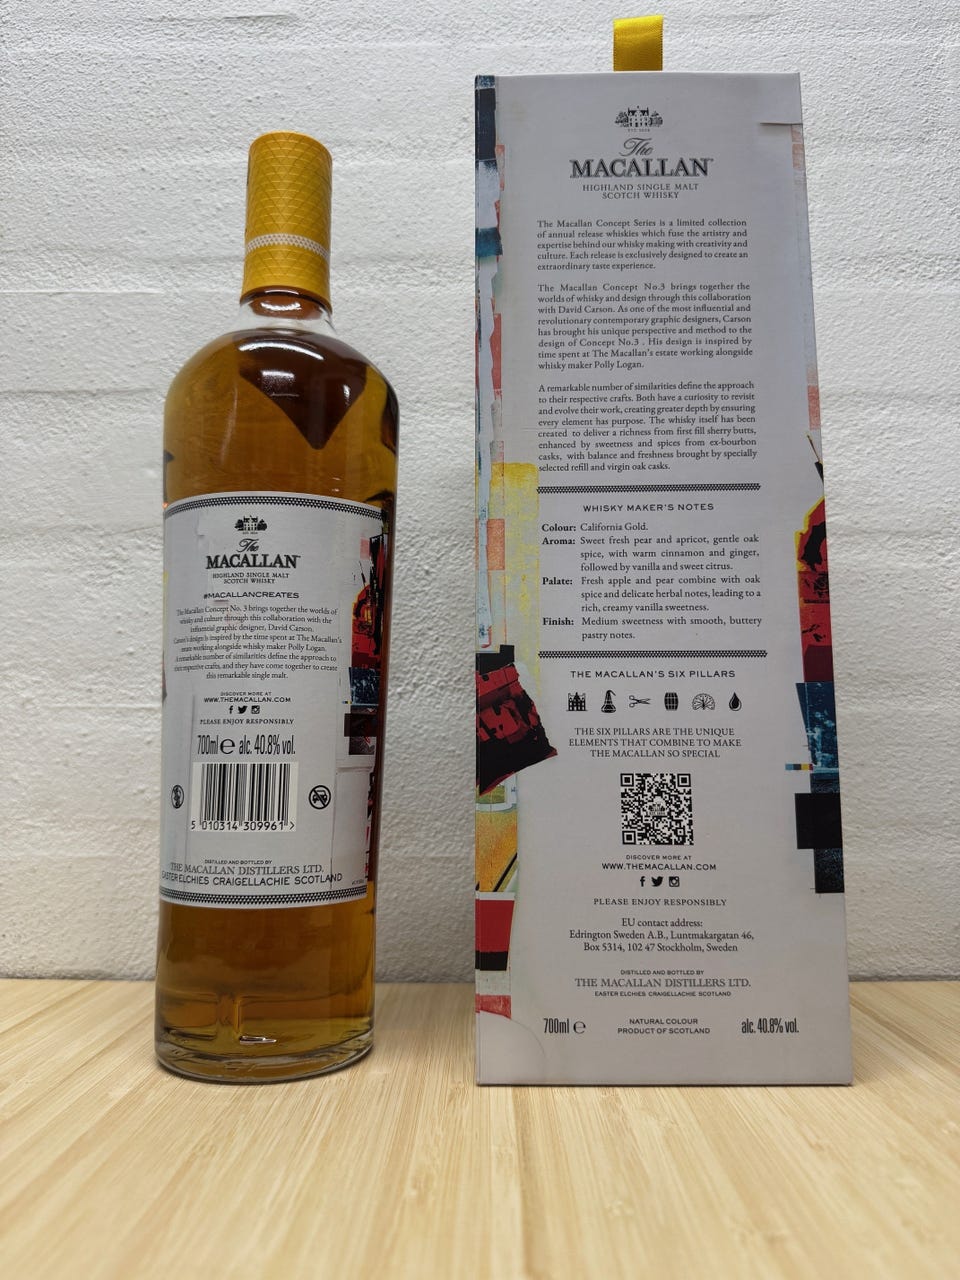 EST. 1824
The
MACALLAN
HIGHLAND SINGLE MALT
SCOTCH WHISKY
#MACALLANCREATES
The Macallan Concept No. 3 brings together the worlds of
whisky and culture through this collaboration with the
influential graphic designer, David Carson.
Carson's design is inspired by the time spent at The Macallan's
estate working alongside whisky maker Polly Logan.
A remarkable number of similarities define the approach to
their respective crafts, and they have come together to create
this remarkable single malt.
DISCOVER MORE AT
WWW.THEMACALLAN.COM
PLEASE ENJOY RESPONSIBLY
700ml e alc. 40.8% vol.
5 010314 309961 >
DISTILLED AND BOTTLED BY
THE MACALLAN DISTILLERS LTD.
EASTER ELCHIES CRAIGELLACHIE SCOTLAND
EST. 1824
The
MACALLAN
HIGHLAND SINGLE MALT
SCOTCH WHISKY
The Macallan Concept Series is a limited collection
of annual release whiskies which fuse the artistry and
expertise behind our whisky making with creativity and
culture. Each release is exclusively designed to create an
extraordinary taste experience.
The Macallan Concept No.3 brings together the
worlds of whisky and design through this collaboration
with David Carson. As one of the most influential and
revolutionary contemporary graphic designers, Carson
has brought his unique perspective and method to the
design of Concept No.3 . His design is inspired by
time spent at The Macallan's estate working alongside
whisky maker Polly Logan.
A remarkable number of similarities define the approach
to their respective crafts. Both have a curiosity to revisit
and evolve their work, creating greater depth by ensuring
every element has purpose. The whisky itself has been
created to deliver a richness from first fill sherry butts,
enhanced by sweetness and spices from ex-bourbon
casks, with balance and freshness brought by specially
selected refill and virgin oak casks.
WHISKY MAKER'S NOTES
Colour: California Gold.
Aroma: Sweet fresh pear and apricot, gentle oak
spice, with warm cinnamon and ginger,
followed by vanilla and sweet citrus.
Palate: Fresh apple and pear combine with oak
spice and delicate herbal notes, leading to a
rich, creamy vanilla sweetness.
Finish: Medium sweetness with smooth, buttery
pastry notes.
THE MACALLAN'S SIX PILLARS
THE SIX PILLARS ARE THE UNIQUE
ELEMENTS THAT COMBINE TO MAKE
THE MACALLAN SO SPECIAL
DISCOVER MORE AT
WWW.THEMACALLAN.COM
PLEASE ENJOY RESPONSIBLY
EU contact address:
Edrington Sweden A.B., Luntmakargatan 46,
Box 5314, 102 47 Stockholm, Sweden
DISTILLED AND BOTTLED BY
THE MACALLAN DISTILLERS LTD.
EASTER ELCHIES CRAIGELLACHIE SCOTLAND
700ml e NATURAL COLOUR alc. 40.8% vol.
PRODUCT OF SCOTLAND